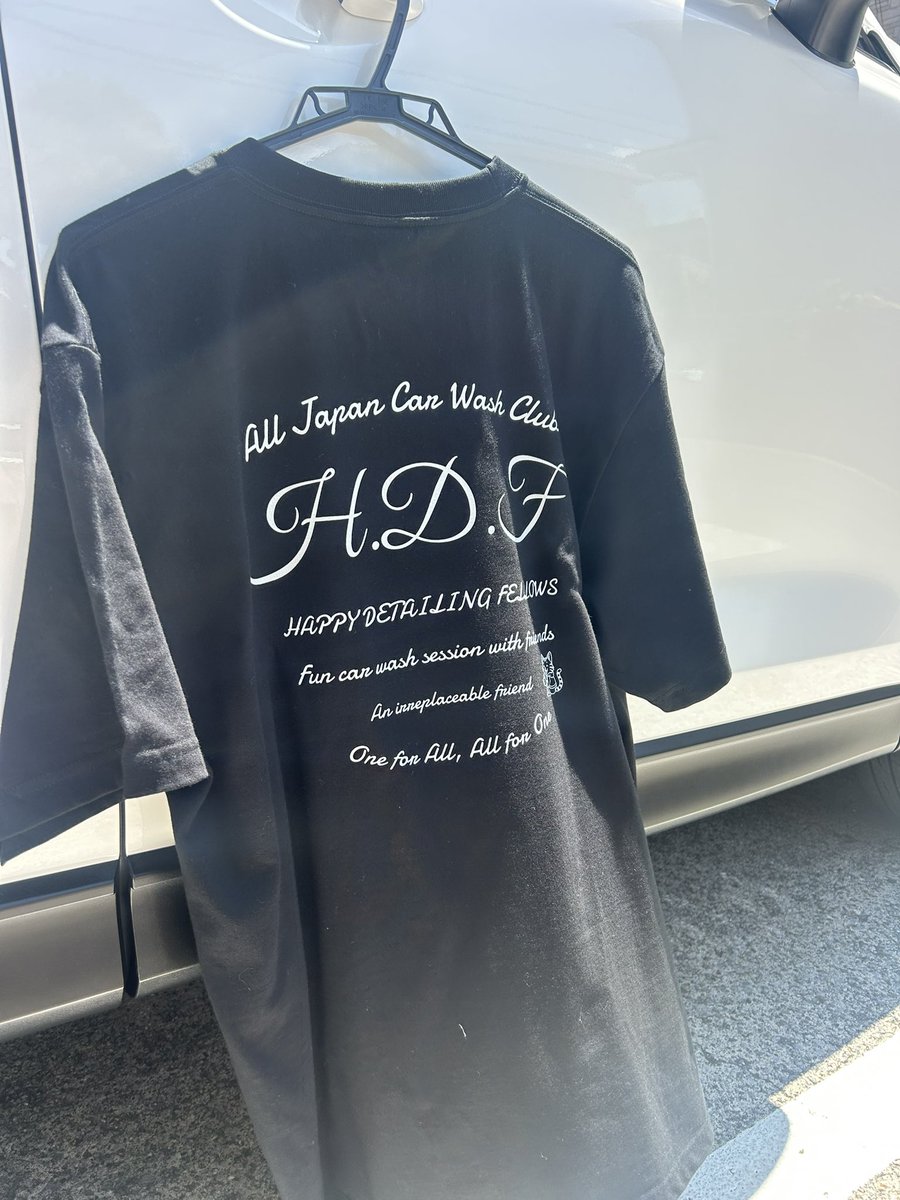 All Japan Car Wash Club
H.D.F
HAPPY DETAILING FELLOWS
Fun car wash session with friends
An irreplaceable friend
One for All, All for One